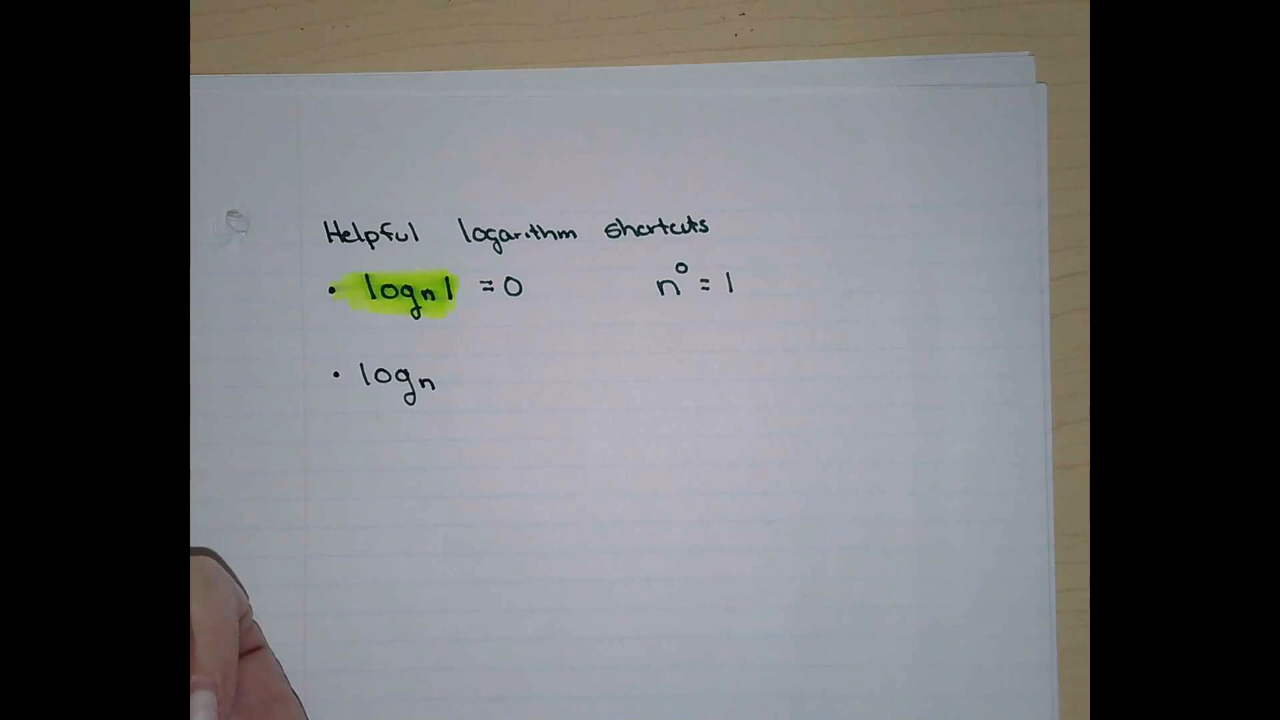 Helpful logarithm shortcuts
• logₙ1 = 0 n⁰ = 1
• logₙ